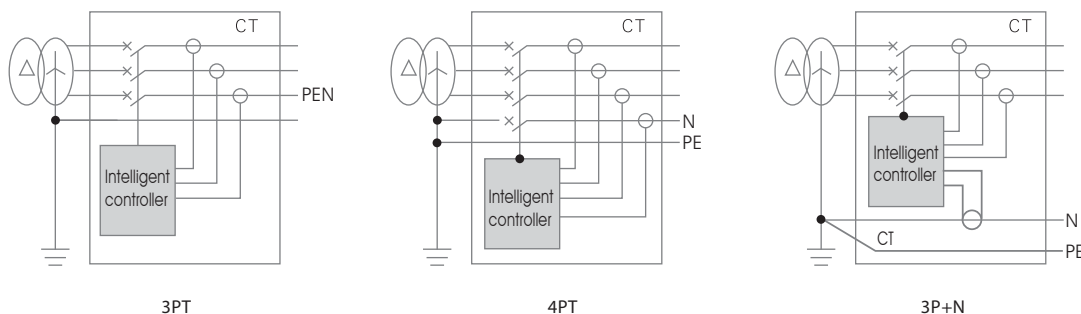 CT
PEN
Intelligent
controller
3PT
CT
N
PE
Intelligent
controller
4PT
CT
Intelligent
controller
N
CT
PE
3P+N